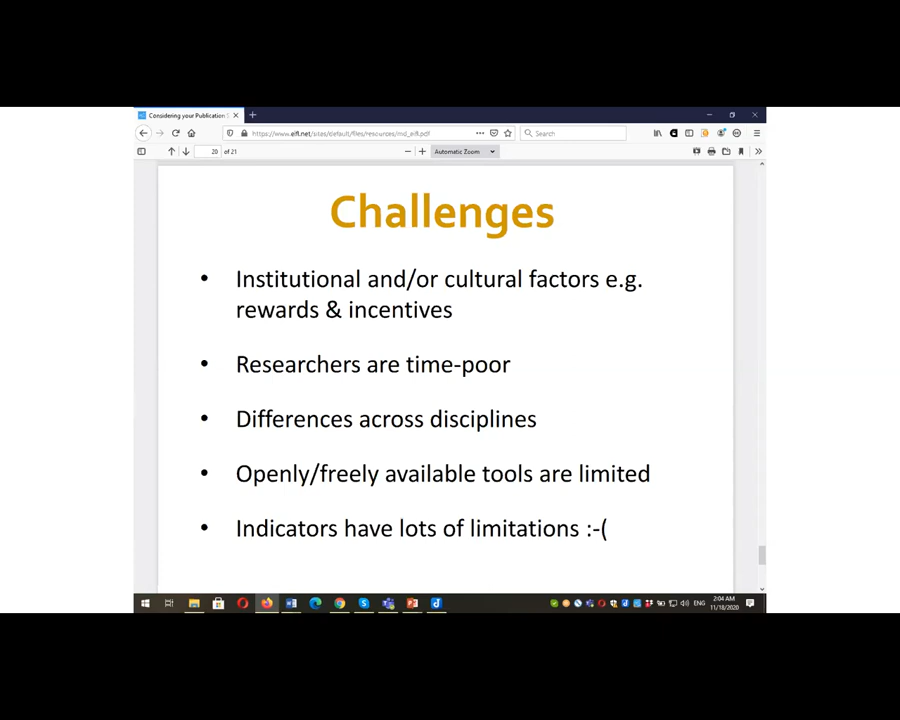 Considering your Publication S
https://www.eifl.net/sites/default/files/resources/md_eifl.pdf
Search
20 of 21
Automatic Zoom
Challenges
• Institutional and/or cultural factors e.g.
rewards & incentives
• Researchers are time-poor
• Differences across disciplines
• Openly/freely available tools are limited
• Indicators have lots of limitations :-(
ENG
2:04 AM
11/18/2020